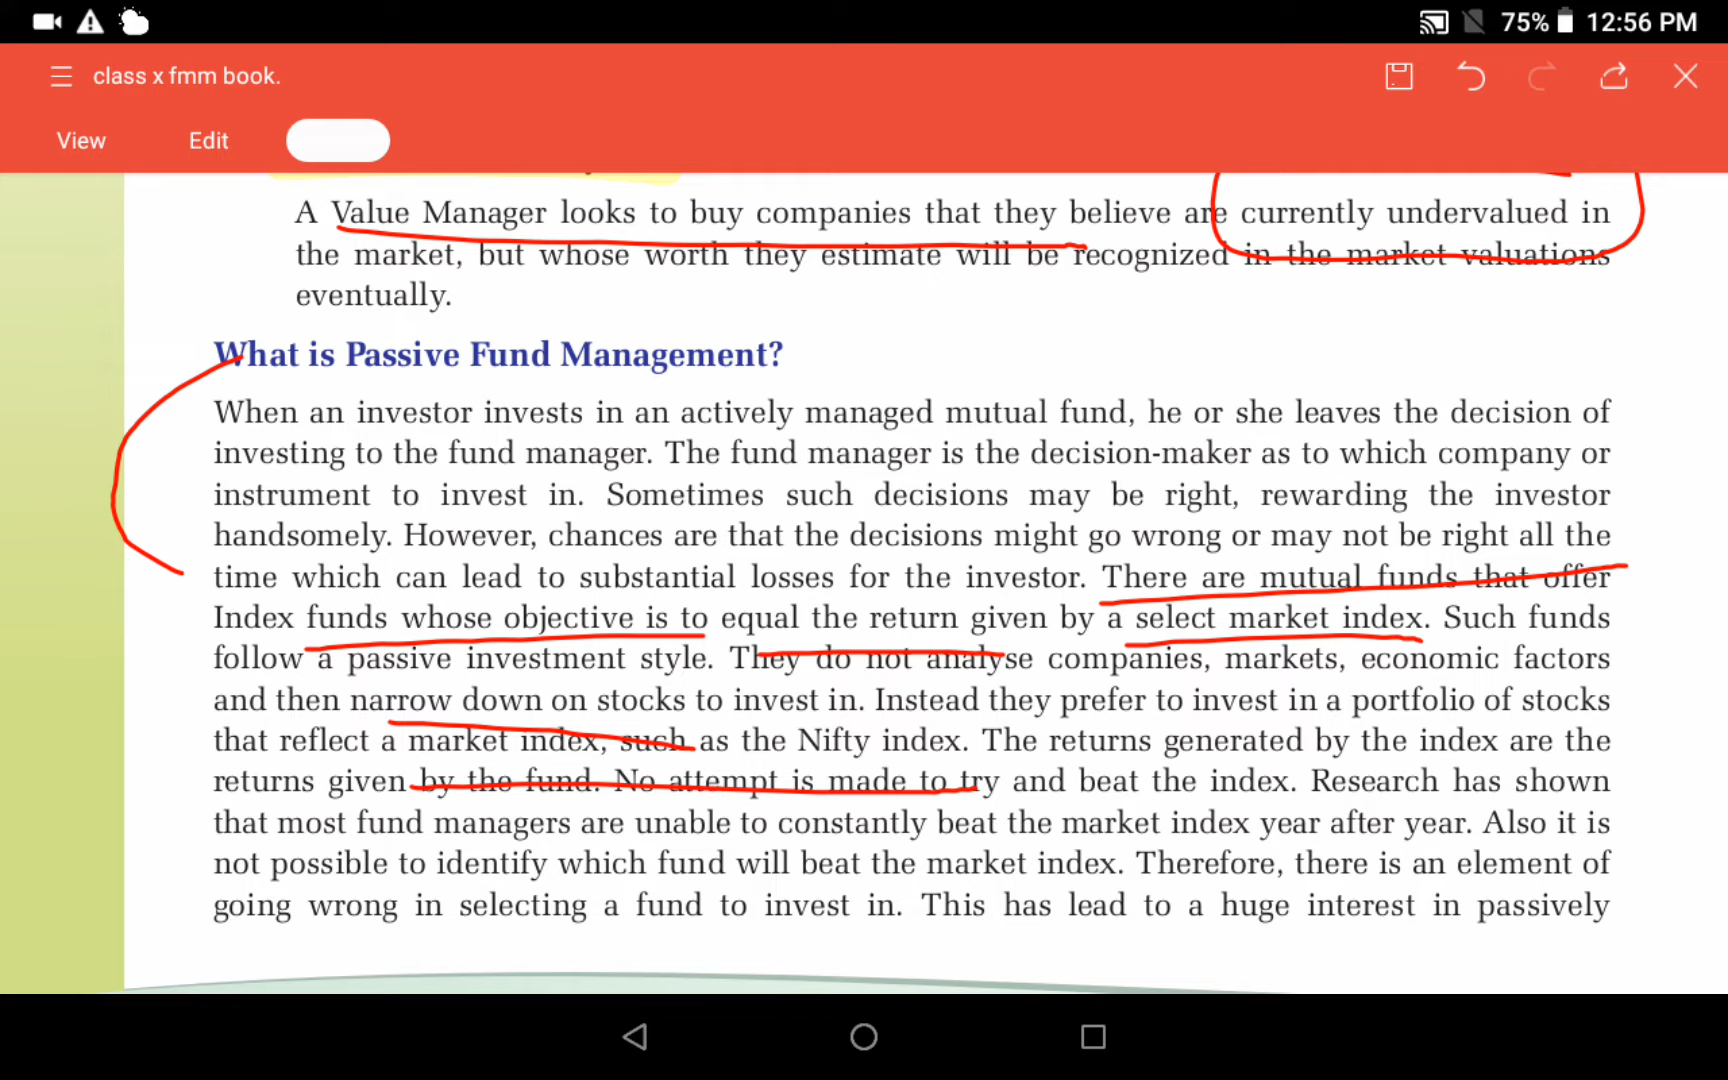 75% 12:56 PM
class x fmm book.
View Edit
A Value Manager looks to buy companies that they believe are currently undervalued in
the market, but whose worth they estimate will be recognized in the market valuations
eventually.
What is Passive Fund Management?
When an investor invests in an actively managed mutual fund, he or she leaves the decision of
investing to the fund manager. The fund manager is the decision-maker as to which company or
instrument to invest in. Sometimes such decisions may be right, rewarding the investor
handsomely. However, chances are that the decisions might go wrong or may not be right all the
time which can lead to substantial losses for the investor. There are mutual funds that offer
Index funds whose objective is to equal the return given by a select market index. Such funds
follow a passive investment style. They do not analyse companies, markets, economic factors
and then narrow down on stocks to invest in. Instead they prefer to invest in a portfolio of stocks
that reflect a market index, such as the Nifty index. The returns generated by the index are the
returns given by the fund. No attempt is made to try and beat the index. Research has shown
that most fund managers are unable to constantly beat the market index year after year. Also it is
not possible to identify which fund will beat the market index. Therefore, there is an element of
going wrong in selecting a fund to invest in. This has lead to a huge interest in passively